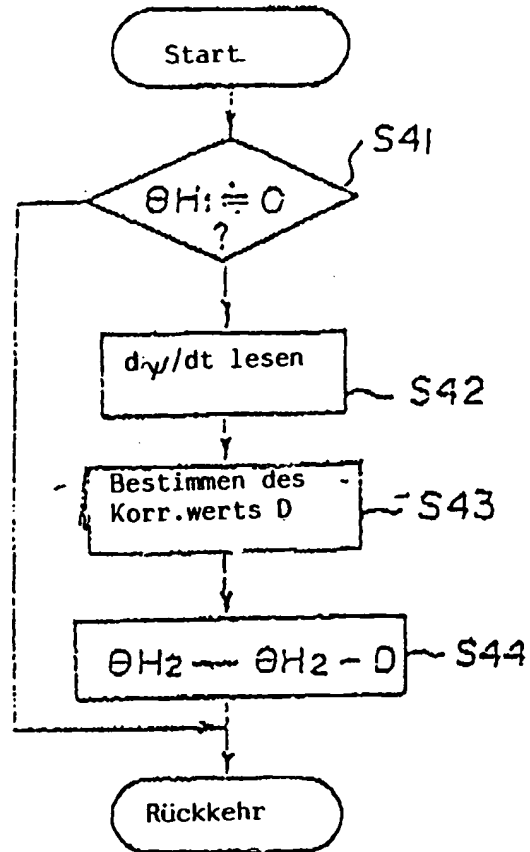 Start
S41
ΘH1≒0
?
dψ/dt lesen
S42
Bestimmen des
Korr.werts D
S43
ΘH2 — ΘH2 - D
S44
Rückkehr